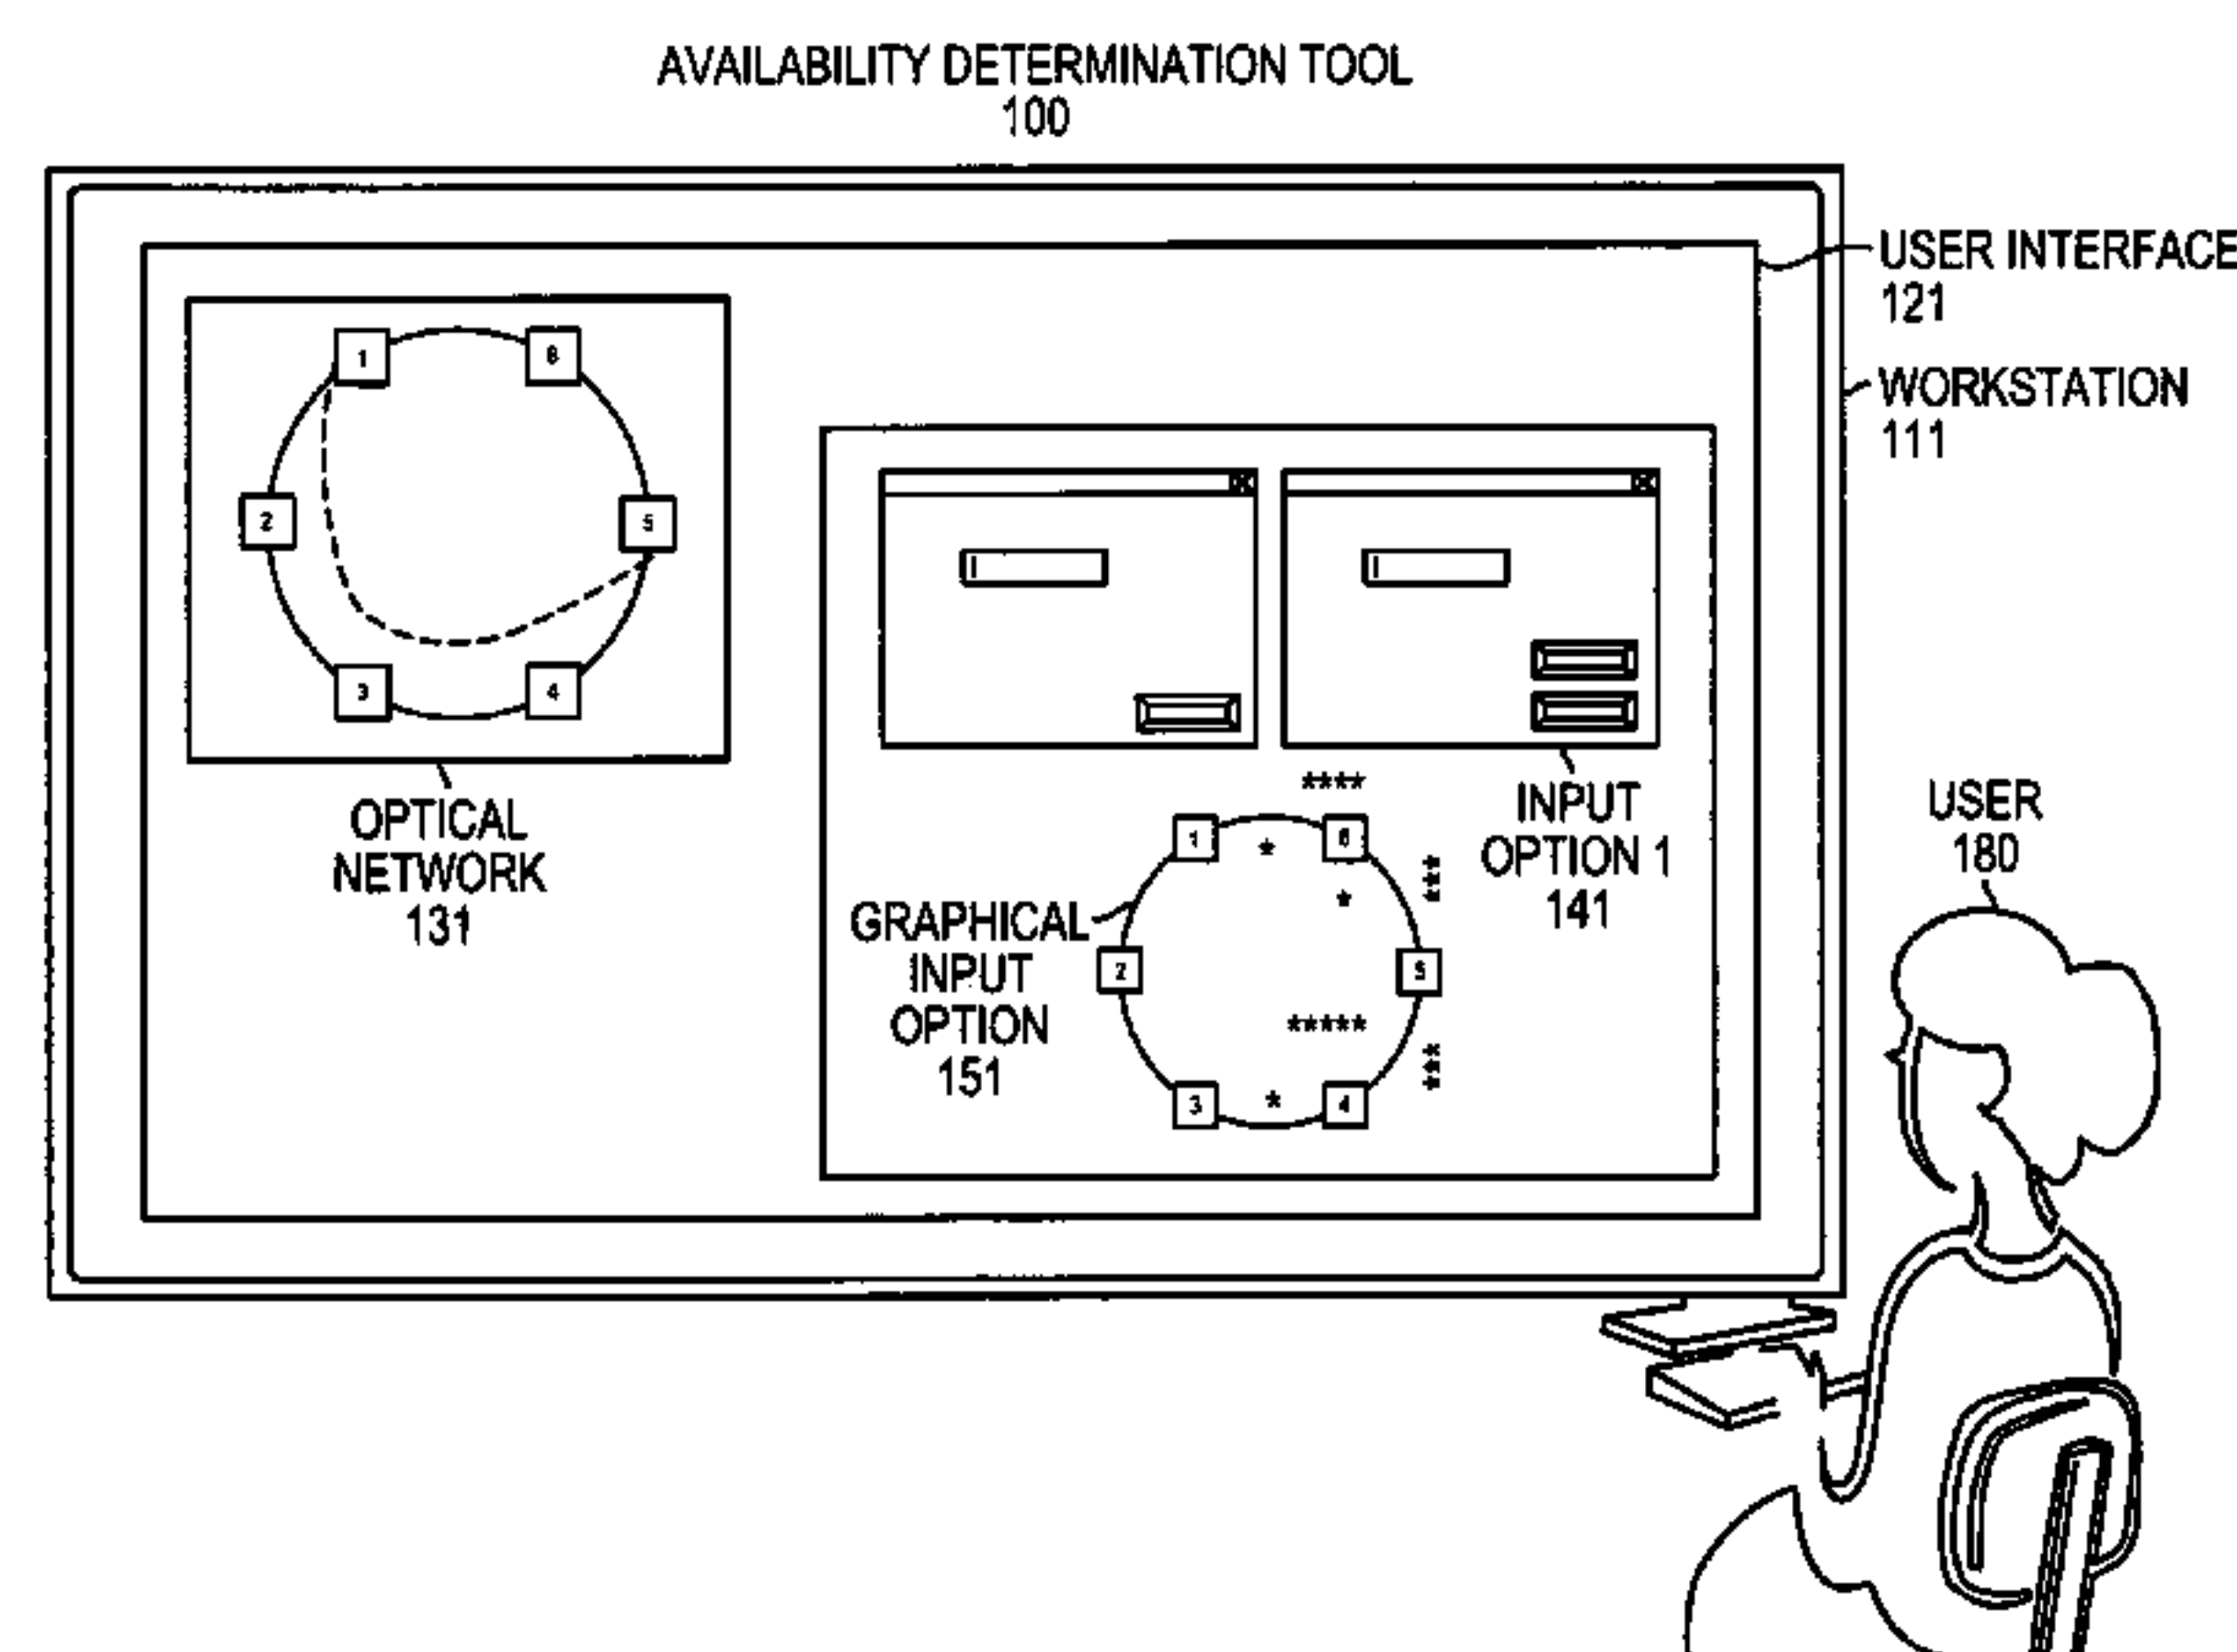 AVAILABILITY DETERMINATION TOOL
100
USER INTERFACE
121
WORKSTATION
111
1
6
2
5
3
4
OPTICAL
NETWORK
131
****
INPUT
OPTION 1
141
1
*
6
***
*
GRAPHICAL
INPUT
OPTION
151
2
5
*****
***
3
*
4
USER
180